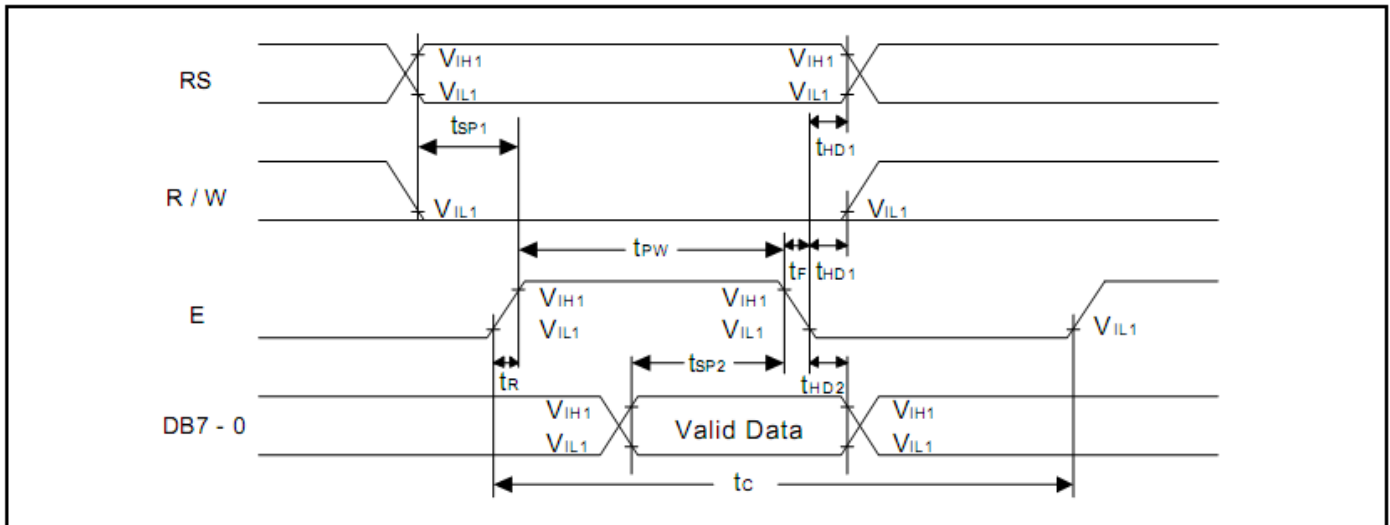 RS
VIH1
VIL1
VIH1
VIL1
tSP1
tHD1
R / W
VIL1
VIL1
tPW
tF
tHD1
E
VIH1
VIL1
VIH1
VIL1
VIL1
tR
tSP2
tHD2
DB7 - 0
VIH1
VIL1
Valid Data
VIH1
VIL1
tC